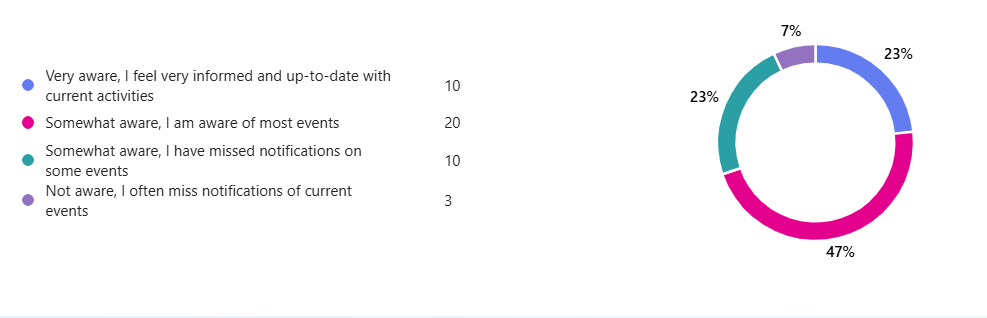 Very aware, I feel very informed and up-to-date with
current activities
10
Somewhat aware, I am aware of most events
20
Somewhat aware, I have missed notifications on
some events
10
Not aware, I often miss notifications of current
events
3
7%
23%
23%
47%